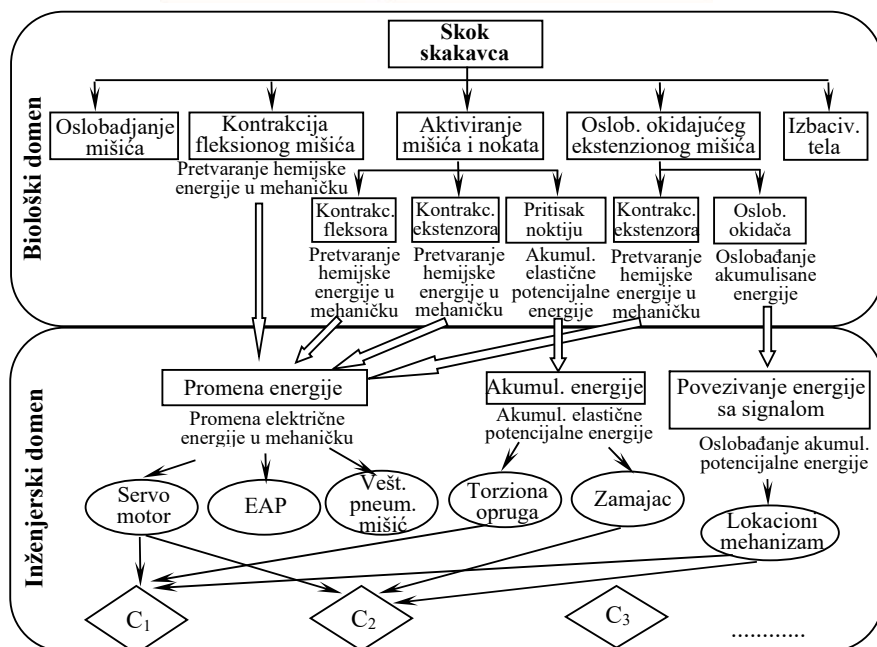 Skok
skakavca
Oslobadjanje
mišića
Kontrakcija
fleksionog mišića
Pretvaranje hemijske
energije u mehaničku
Aktiviranje
mišića i nokata
Oslob. okidajućeg
ekstenzionog mišića
Izbaciv.
tela
Kontrakc.
fleksora
Pretvaranje
hemijske
energije u
mehaničku
Kontrakc.
ekstenzora
Pretvaranje
hemijske
energije u
mehaničku
Pritisak
noktiju
Akumul.
elastične
potencijalne
energije
Kontrakc.
ekstenzora
Pretvaranje
hemijske
energije u
mehaničku
Oslob.
okidača
Oslobađanje
akumulisane
energije
Biološki domen
Promena energije
Promena električne
energije u mehaničku
Akumul. energije
Akumul. elastične
potencijalne energije
Povezivanje energije
sa signalom
Oslobađanje akumul.
potencijalne energije
Servo
motor
EAP
Vešt.
pneum.
mišić
Torziona
opruga
Zamajac
Lokacioni
mehanizam
C1
C2
C3
............
Inženjerski domen